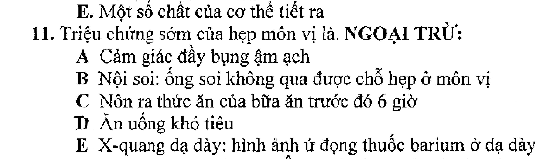 E. Một số chất của cơ thể tiết ra
11. Triệu chứng sớm của hẹp môn vị là. NGOẠI TRỪ:
A Cảm giác đầy bụng ậm ạch
B Nội soi: ống soi không qua được chỗ hẹp ở môn vị
C Nôn ra thức ăn của bữa ăn trước đó 6 giờ
D Ăn uống khó tiêu
E X-quang dạ dày: hình ảnh ứ đọng thuốc barium ở dạ dày